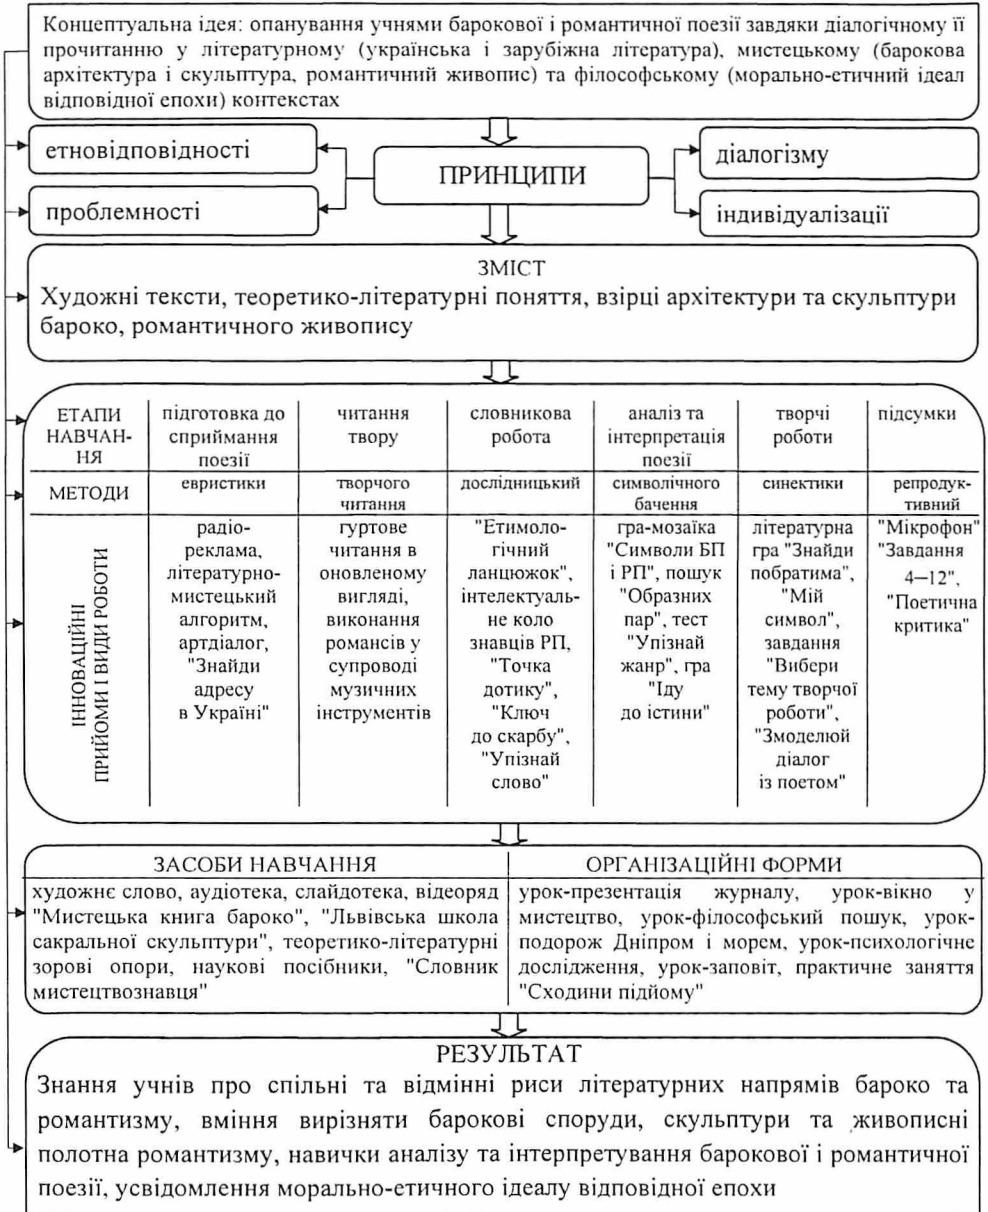 Концептуальна ідея: опанування учнями барокової і романтичної поезії завдяки діалогічному її
прочитанню у літературному (українська і зарубіжна література), мистецькому (барокова
архітектура і скульптура, романтичний живопис) та філософському (морально-етичний ідеал
відповідної епохи) контекстах
етновідповідності
проблемності
ПРИНЦИПИ
діалогізму
індивідуалізації
ЗМІСТ
Художні тексти, теоретико-літературні поняття, взірці архітектури та скульптури
бароко, романтичного живопису
ЕТАПИ
НАВЧАН-
НЯ
підготовка до
сприймання
поезії
читання
твору
словникова
робота
аналіз та
інтерпретація
поезії
творчі
роботи
підсумки
МЕТОДИ
евристики
творчого
читання
дослідницький
символічного
бачення
синектики
репродук-
тивний
ІННОВАЦІЙНІ
ПРИЙОМИ І ВИДИ РОБОТИ
радіо-
реклама,
літературно-
мистецький
алгоритм,
артдіалог,
"Знайди
адресу
в Україні"
гуртове
читання в
оновленому
вигляді,
виконання
романсів у
супроводі
музичних
інструментів
"Етимоло-
гічний
ланцюжок",
інтелектуаль-
не коло
знавців РП,
"Точка
дотику",
"Ключ
до скарбу",
"Упізнай
слово"
гра-мозаїка
"Символи БП
і РП", пошук
"Образних
пар", тест
"Упізнай
жанр", гра
"Іду
до істини"
літературна
гра "Знайди
побратима",
"Мій
символ",
завдання
"Вибери
тему творчої
роботи",
"Змоделюй
діалог
із поетом"
"Мікрофон"
"Завдання
4–12",
"Поетична
критика"
ЗАСОБИ НАВЧАННЯ
художнє слово, аудіотека, слайдотека, відеоряд
"Мистецька книга бароко", "Львівська школа
сакральної скульптури", теоретико-літературні
зорові опори, наукові посібники, "Словник
мистецтвознавця"
ОРГАНІЗАЦІЙНІ ФОРМИ
урок-презентація журналу, урок-вікно у
мистецтво, урок-філософський пошук, урок-
подорож Дніпром і морем, урок-психологічне
дослідження, урок-заповіт, практичне заняття
"Сходини підйому"
РЕЗУЛЬТАТ
Знання учнів про спільні та відмінні риси літературних напрямів бароко та
романтизму, вміння вирізняти барокові споруди, скульптури та живописні
полотна романтизму, навички аналізу та інтерпретування барокової і романтичної
поезії, усвідомлення морально-етичного ідеалу відповідної епохи